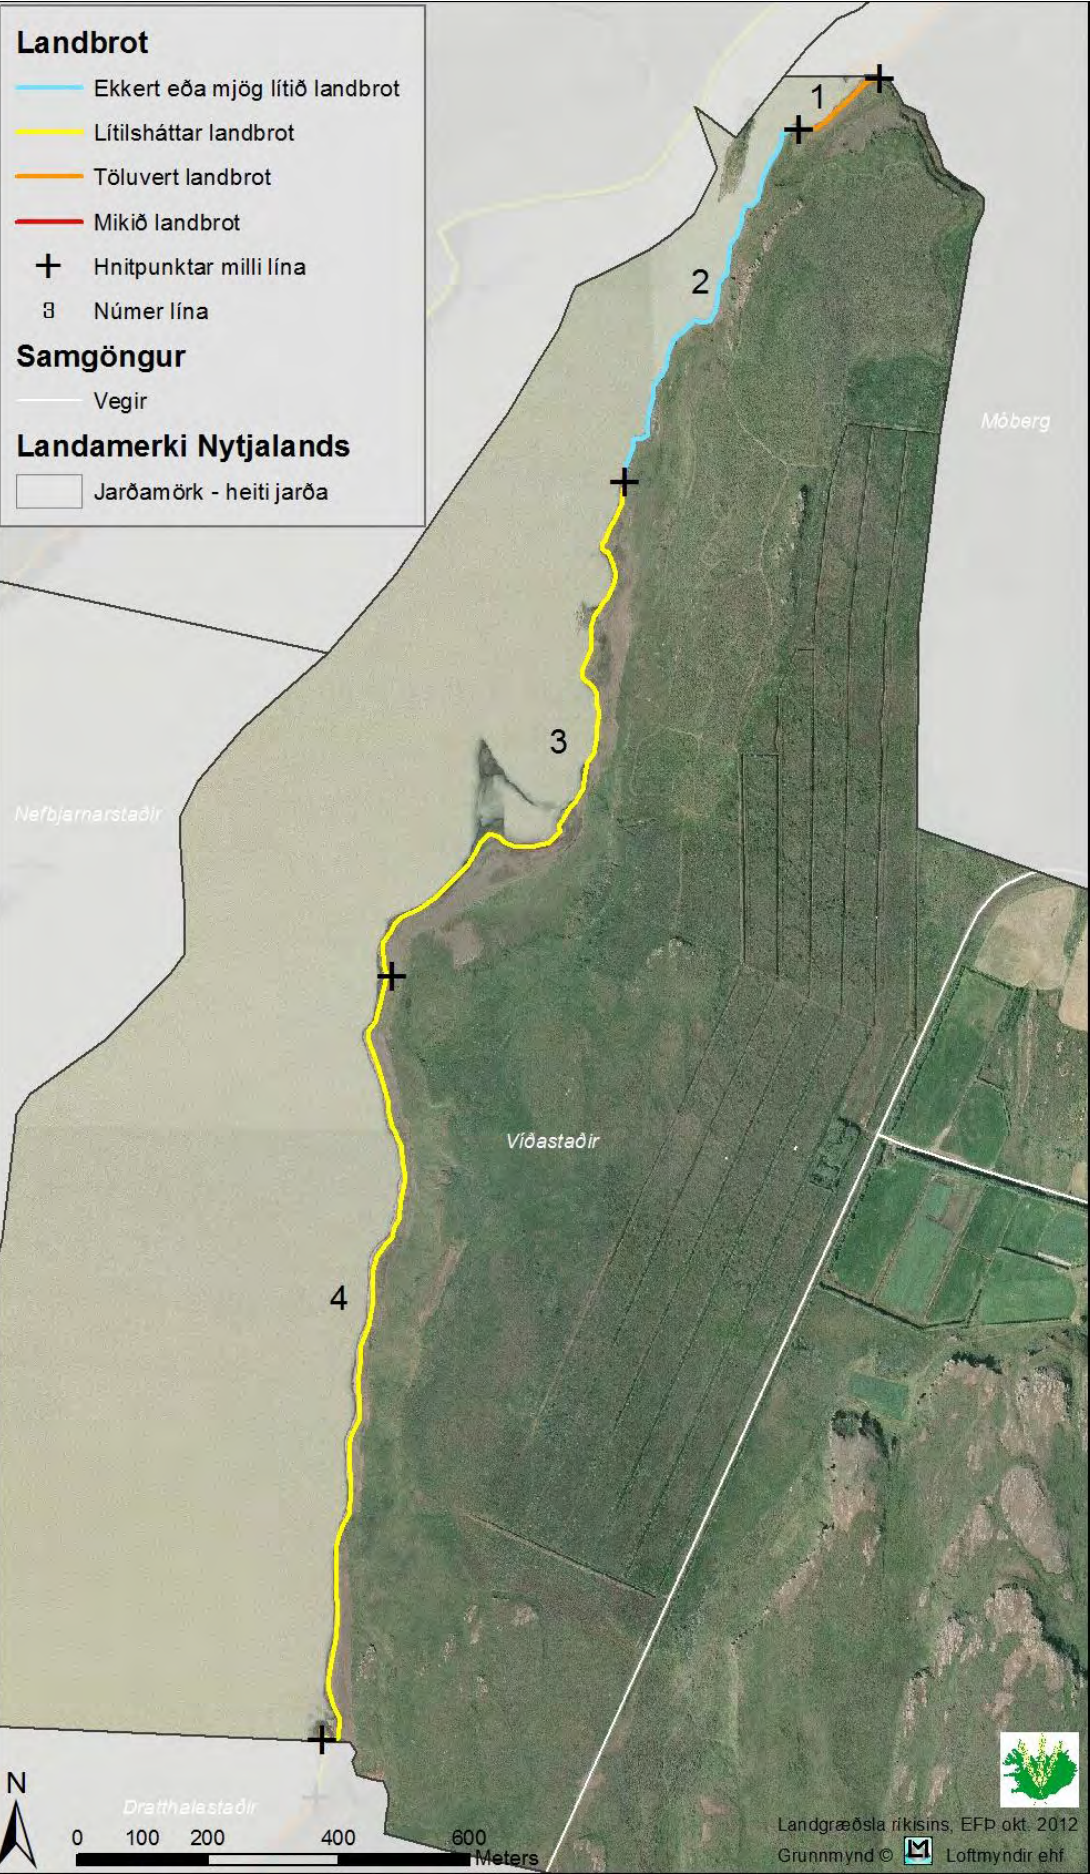 Landbrot
Ekkert eða mjög lítið landbrot
Lítilsháttar landbrot
Töluvert landbrot
Mikið landbrot
Hnitpunktar milli lína
3 Númer lína
Samgöngur
Vegir
Landamerki Nytjalands
Jarðamörk - heiti jarða
1
2
Móberg
3
Nefbjarnarstaðir
Víðastaðir
4
Dratthalastaðir
N
0 100 200 400 600
Meters
Landgræðsla ríkisins, EFÞ okt. 2012
Grunnmynd © LM Loftmyndir ehf